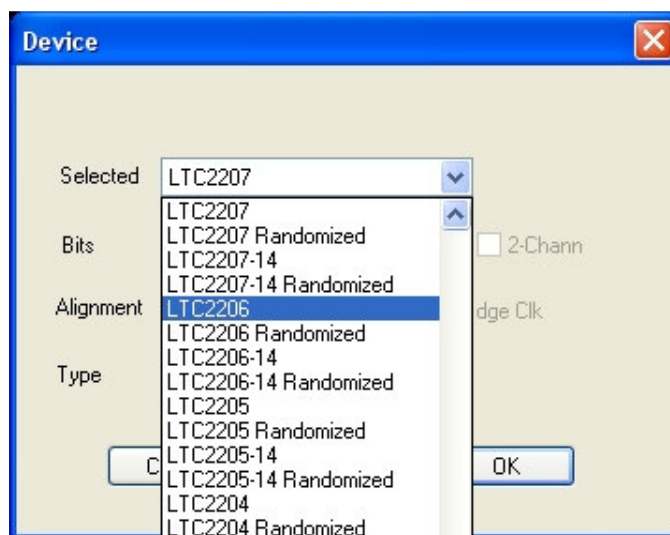 Device
Selected LTC2207
LTC2207
LTC2207 Randomized
LTC2207-14
Bits 2-Chann
LTC2207-14 Randomized
Alignment LTC2206 dge Clk
LTC2206 Randomized
LTC2206-14
Type LTC2206-14 Randomized
LTC2205
LTC2205 Randomized
LTC2205-14
C OK
LTC2205-14 Randomized
LTC2204
LTC2204 Randomized